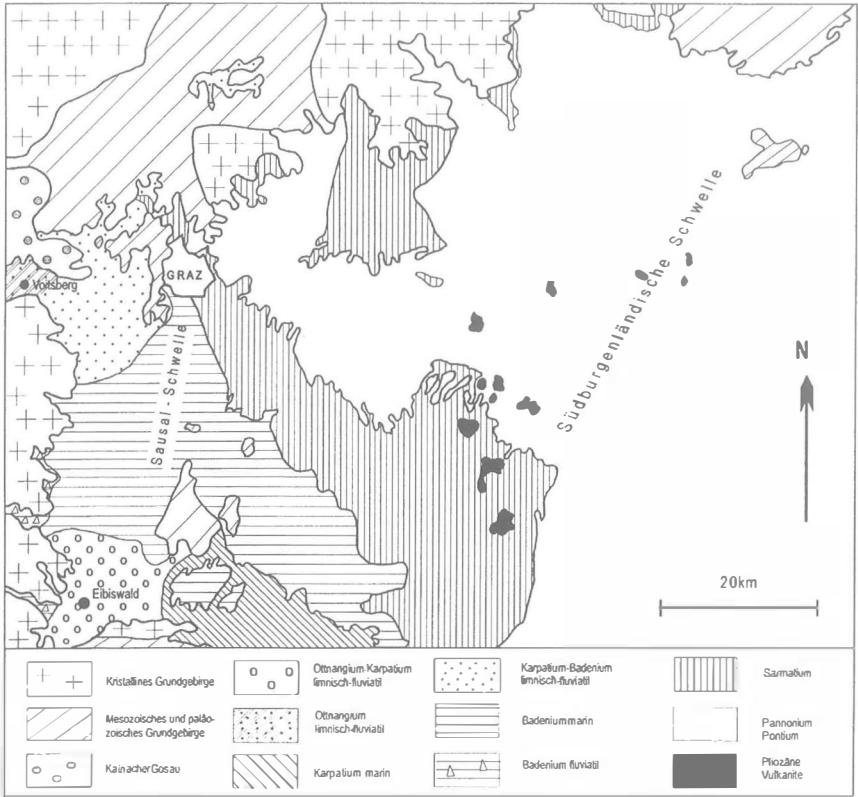 GRAZ
Voitsberg
Sausal-Schwelle
Südburgenländische Schwelle
N
Eibiswald
20km
Kristallines Grundgebirge
Mesozoisches und paläo-
zoisches Grundgebirge
Kainacher Gosau
Ottnangium-Karpatium
limnisch-fluviatil
Ottnangium
limnisch-fluviatil
Karpatium marin
Karpatium-Badenium
limnisch-fluviatil
Badenium marin
Badenium fluviatil
Sarmatium
Pannonium
Pontium
Pliozäne
Vulkanite